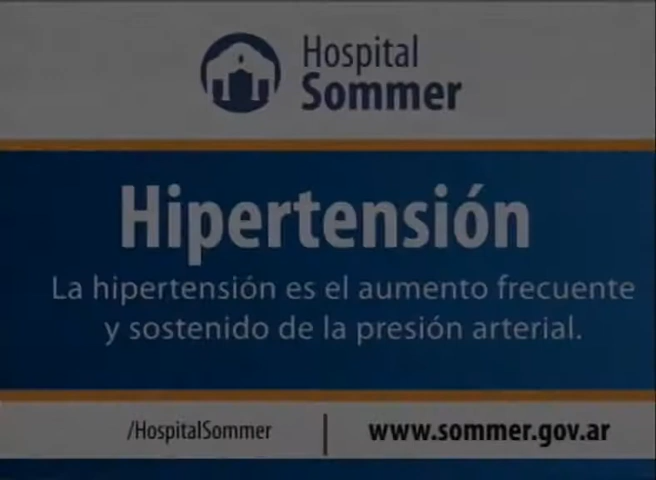 Hospital
Sommer
Hipertensión
La hipertensión es el aumento frecuente
y sostenido de la presión arterial.
/HospitalSommer | www.sommer.gov.ar